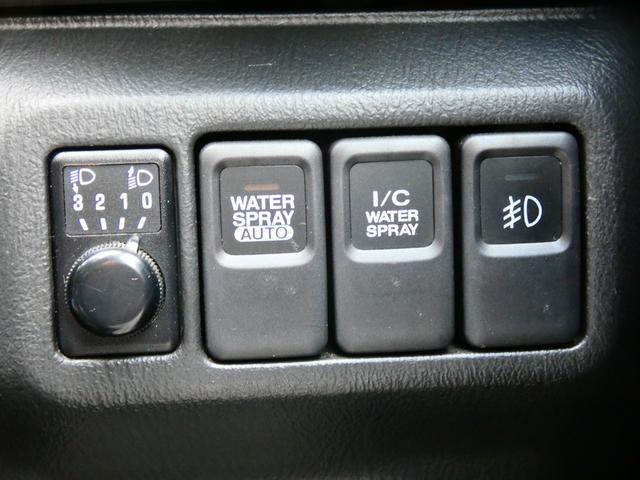 3 2 1 0
WATER
SPRAY
AUTO
I/C
WATER
SPRAY